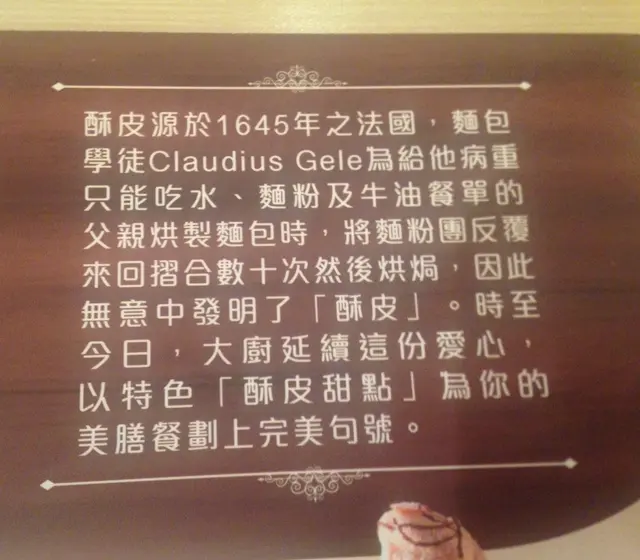 酥皮源於1645年之法國，麵包
學徒Claudius Gele為給他病重
只能吃水、麵粉及牛油餐單的
父親烘製麵包時，將麵粉團反覆
來回摺合數十次然後烘焗，因此
無意中發明了「酥皮」。時至
今日，大廚延續這份愛心，
以特色「酥皮甜點」為你的
美膳餐劃上完美句號。